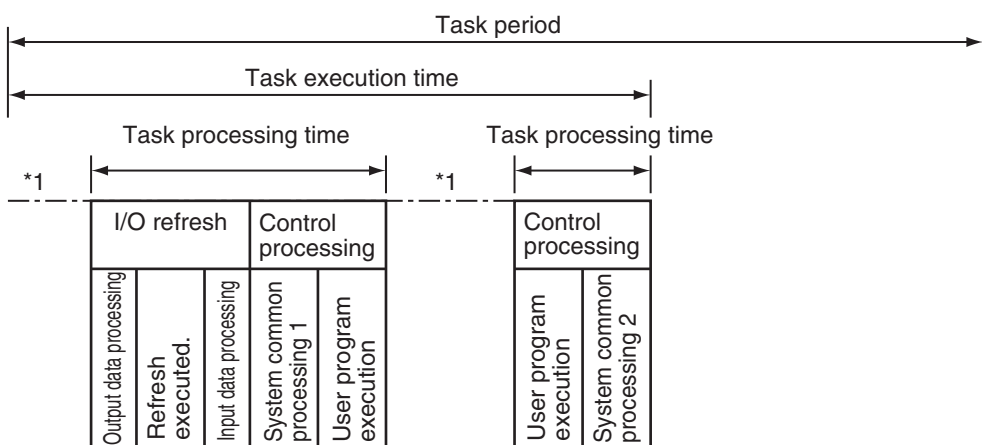 Task period
Task execution time
Task processing time
Task processing time
*1
*1
I/O refresh
Control
processing
Control
processing
Output data processing
Refresh
executed.
Input data processing
System common
processing 1
User program
execution
User program
execution
System common
processing 2